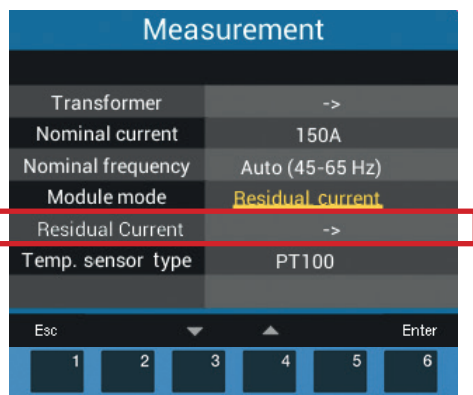 Measurement
Transformer ->
Nominal current 150A
Nominal frequency Auto (45-65 Hz)
Module mode Residual current
Residual Current ->
Temp. sensor type PT100
Esc Enter
1 2 3 4 5 6